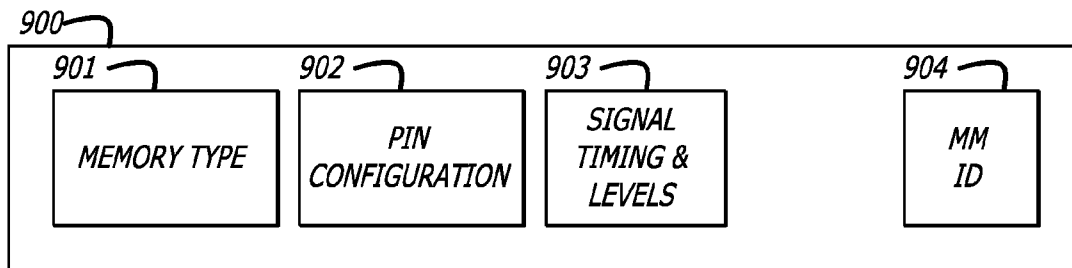 900
901
902
903
904
MEMORY TYPE
PIN
CONFIGURATION
SIGNAL
TIMING &
LEVELS
MM
ID